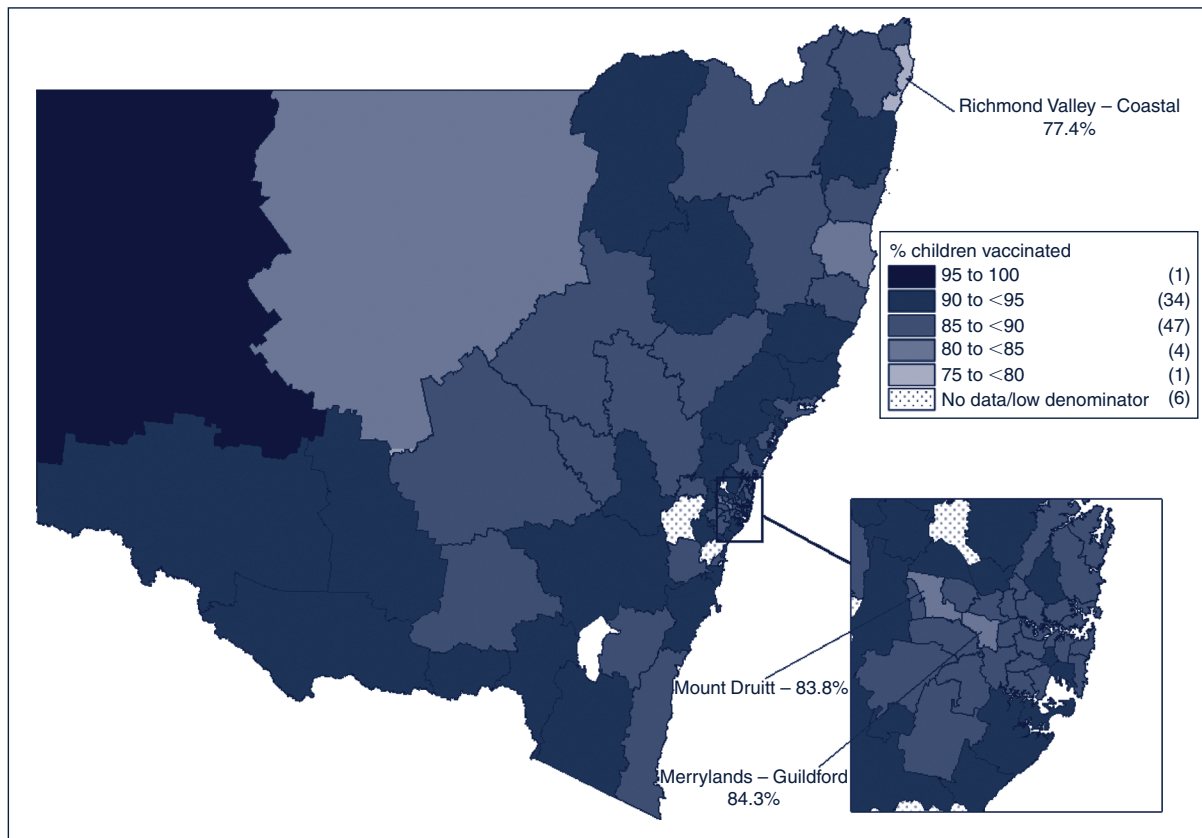 Richmond Valley – Coastal
77.4%
% children vaccinated
95 to 100 (1)
90 to <95 (34)
85 to <90 (47)
80 to <85 (4)
75 to <80 (1)
No data/low denominator (6)
Mount Druitt – 83.8%
Merrylands – Guildford
84.3%